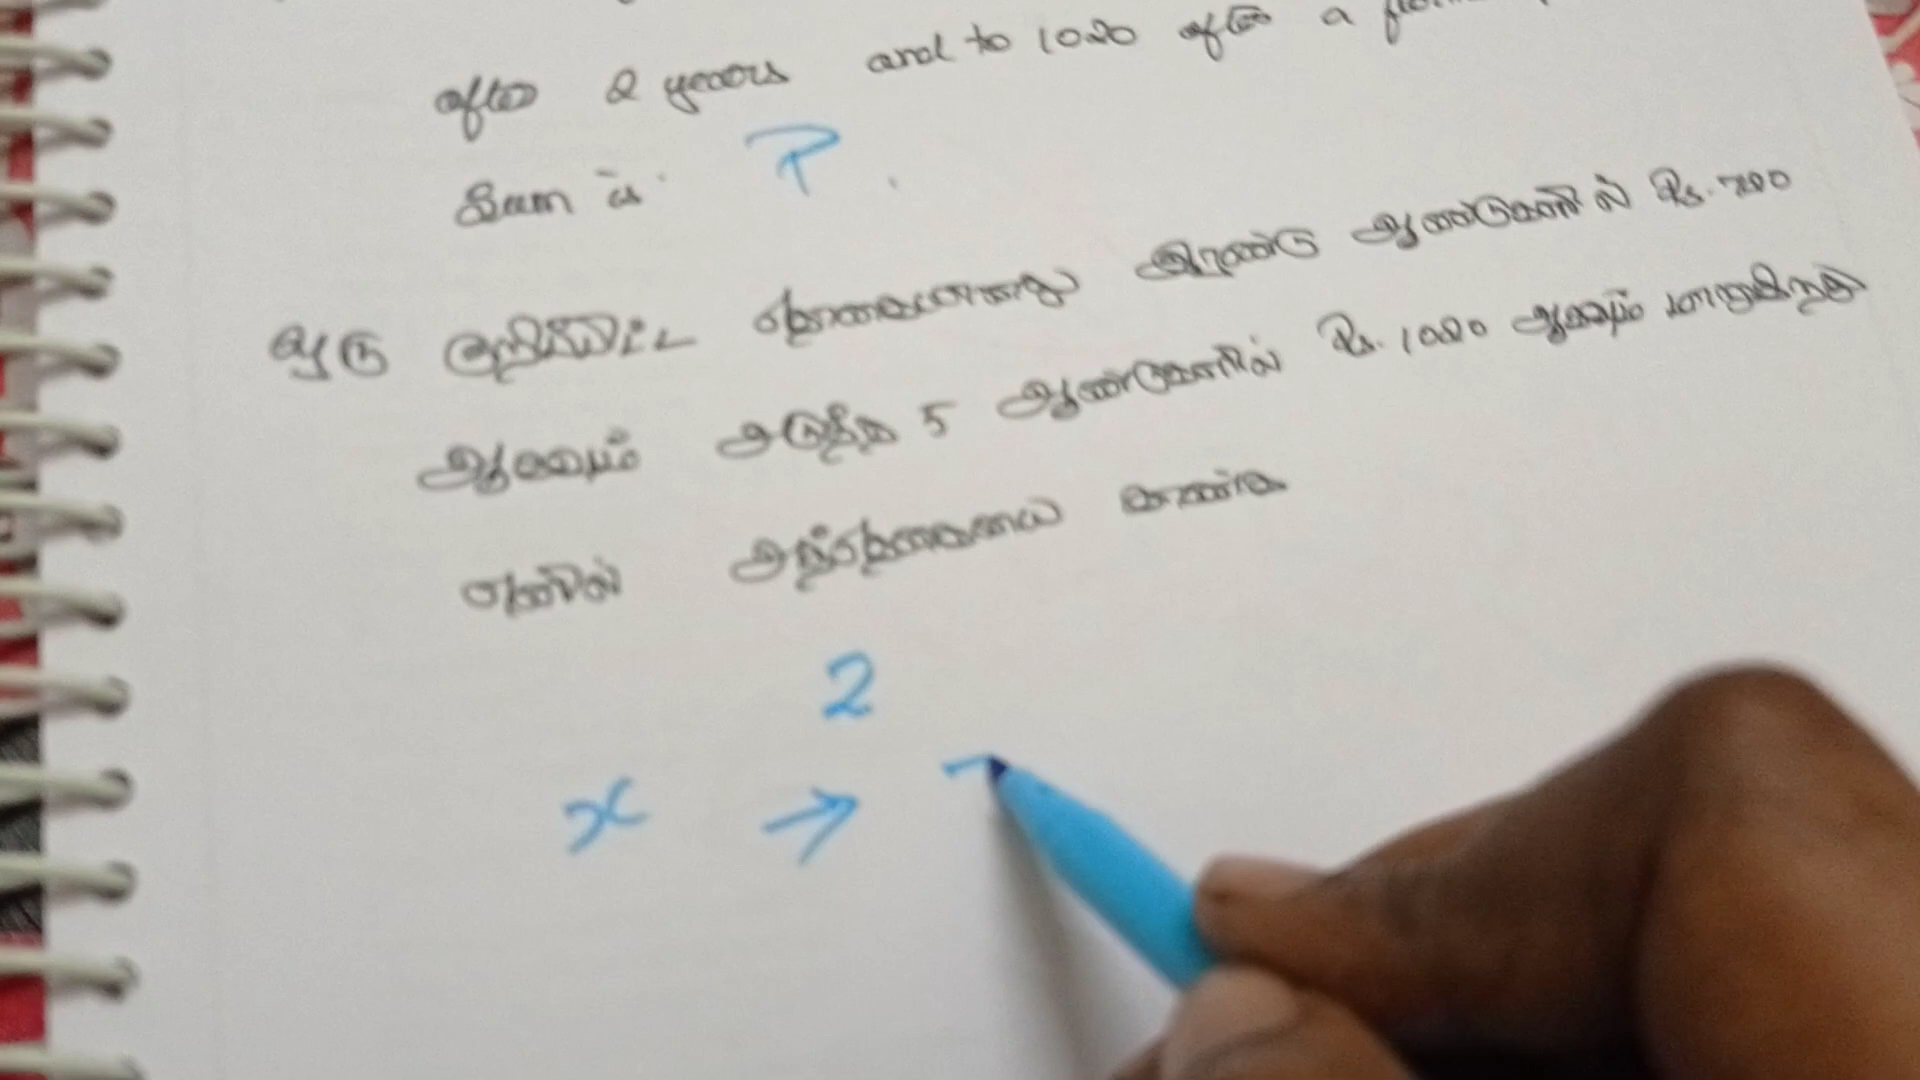 after 2 years and to 1020 after a
Sum is ?
ஒரு குறிப்பிட்ட தொகையானது இரண்டு ஆண்டுகளில் Rs. 720
ஆகவும் அடுத்த 5 ஆண்டுகளில் Rs. 1020 ஆகவும் மாறுகிறது
எனில் அத்தொகையை காண்க
2
x →